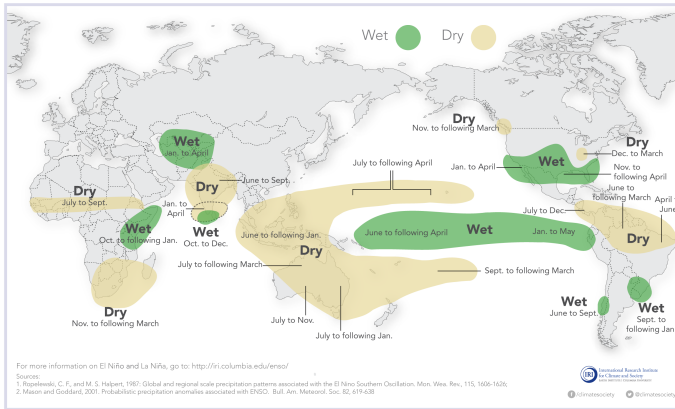 Wet
Dry
Dry
Nov. to following March
Dry
Dec. to March
Wet
Jan. to April
Jan. to April
Wet
Nov. to
following April
July to following April
Dry
June to Sept.
Jan. to
April
Dry
July to Sept.
Wet
Oct. to following Jan.
Wet
Oct. to Dec.
July to Dec.
June to
following March
April
June
Dry
June to following Jan.
Dry
June to following April
Wet
Jan. to May
July to following March
Sept. to following March
Dry
Nov. to following March
July to Nov.
July to following Jan.
Wet
June to Sept.
Wet
Sept. to
following Jan
For more information on El Niño and La Niña, go to: http://iri.columbia.edu/enso/
Sources:
1. Ropelewski, C. F., and M. S. Halpert, 1987: Global and regional scale precipitation patterns associated with the El Nino Southern Oscillation. Mon. Wea. Rev., 115, 1606-1626;
2. Mason and Goddard, 2001. Probabilistic precipitation anomalies associated with ENSO. Bull. Am. Meteorol. Soc. 82, 619-638
IRI
International Research Institute
for Climate and Society
/climatesociety
@climatesociety